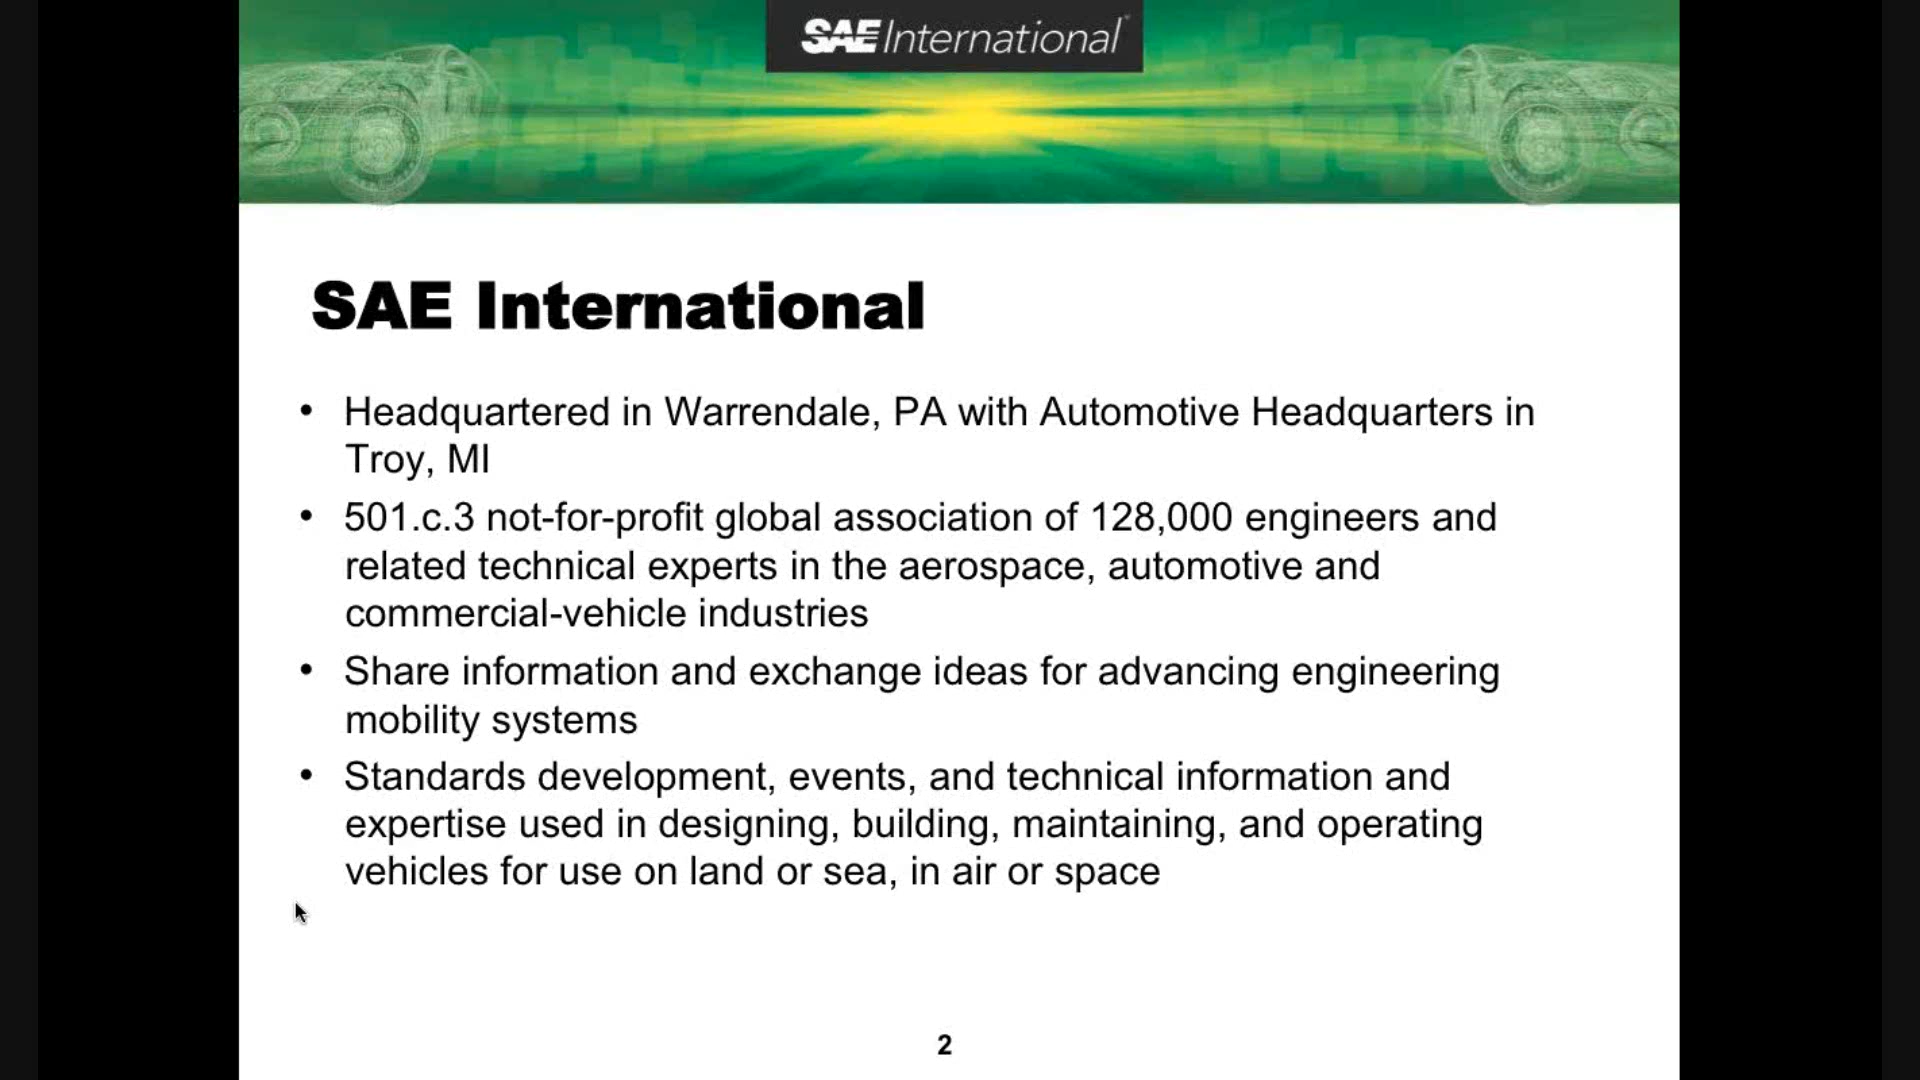 SAE International
SAE International
• Headquartered in Warrendale, PA with Automotive Headquarters in
Troy, MI
• 501.c.3 not-for-profit global association of 128,000 engineers and
related technical experts in the aerospace, automotive and
commercial-vehicle industries
• Share information and exchange ideas for advancing engineering
mobility systems
• Standards development, events, and technical information and
expertise used in designing, building, maintaining, and operating
vehicles for use on land or sea, in air or space
2